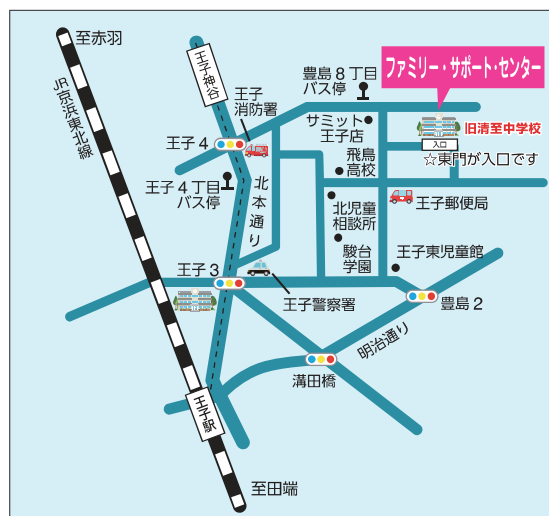 至赤羽
JR京浜東北線
王子神谷
王子
消防署
豊島8丁目
バス停
ファミリー・サポート・センター
サミット
王子店
旧清至中学校
入口
☆東門が入口です
王子4
飛鳥
高校
王子4丁目
バス停
北本通り
北児童
相談所
王子郵便局
駿台
学園
王子東児童館
王子3
王子警察署
豊島2
明治通り
溝田橋
王子駅
至田端